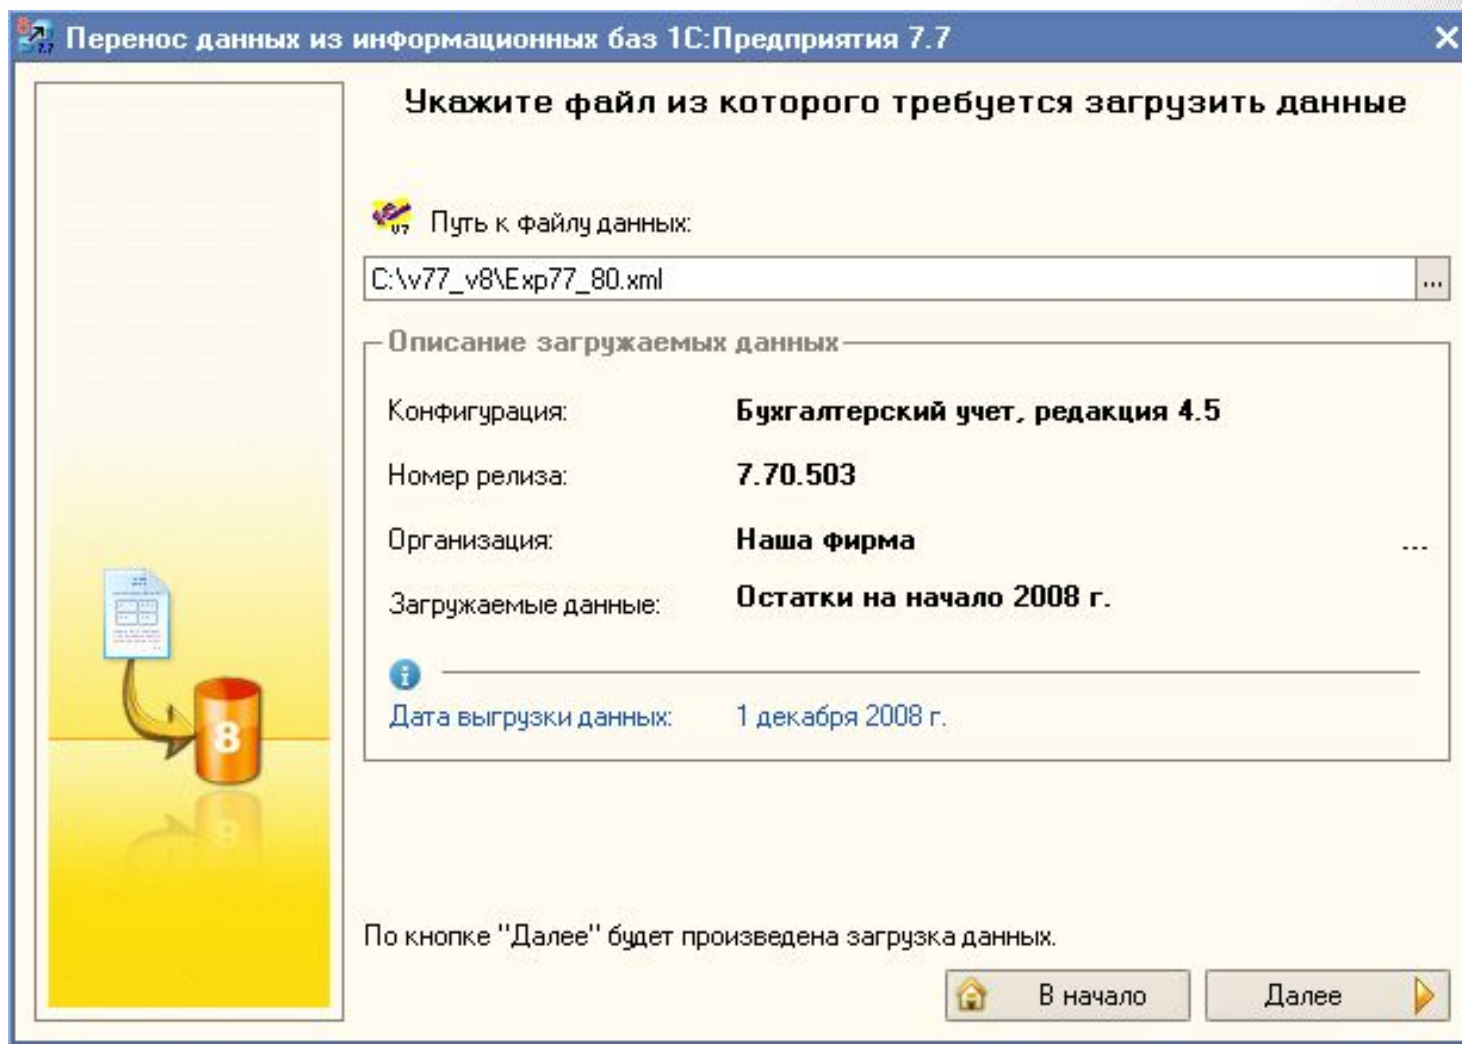 Перенос данных из информационных баз 1С:Предприятия 7.7
Укажите файл из которого требуется загрузить данные
Путь к файлу данных:
C:\v77_v8\Exp77_80.xml
...
Описание загружаемых данных
Конфигурация: Бухгалтерский учет, редакция 4.5
Номер релиза: 7.70.503
Организация: Наша фирма ...
Загружаемые данные: Остатки на начало 2008 г.
Дата выгрузки данных: 1 декабря 2008 г.
8
По кнопке "Далее" будет произведена загрузка данных.
В начало Далее